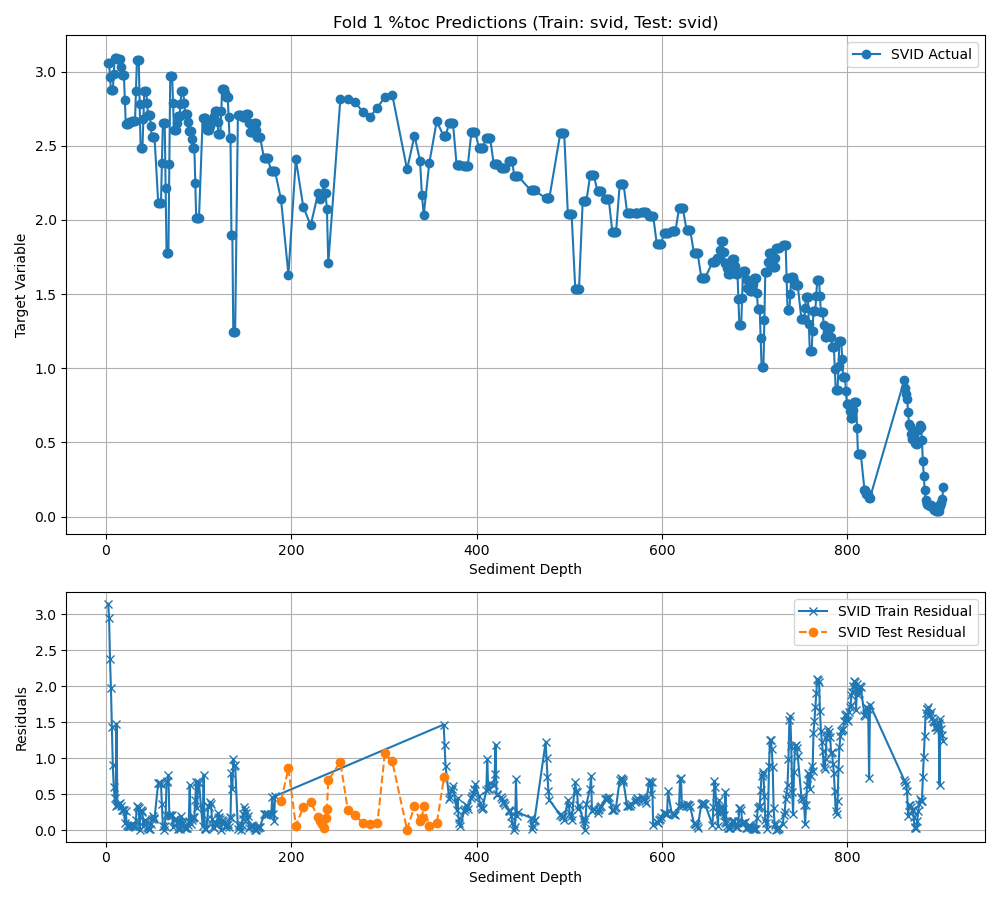 Fold 1 %toc Predictions (Train: svid, Test: svid)
SVID Actual
Target Variable
3.0
2.5
2.0
1.5
1.0
0.5
0.0
0 200 400 600 800
Sediment Depth
SVID Train Residual
SVID Test Residual
Residuals
3.0
2.5
2.0
1.5
1.0
0.5
0.0
0 200 400 600 800
Sediment Depth